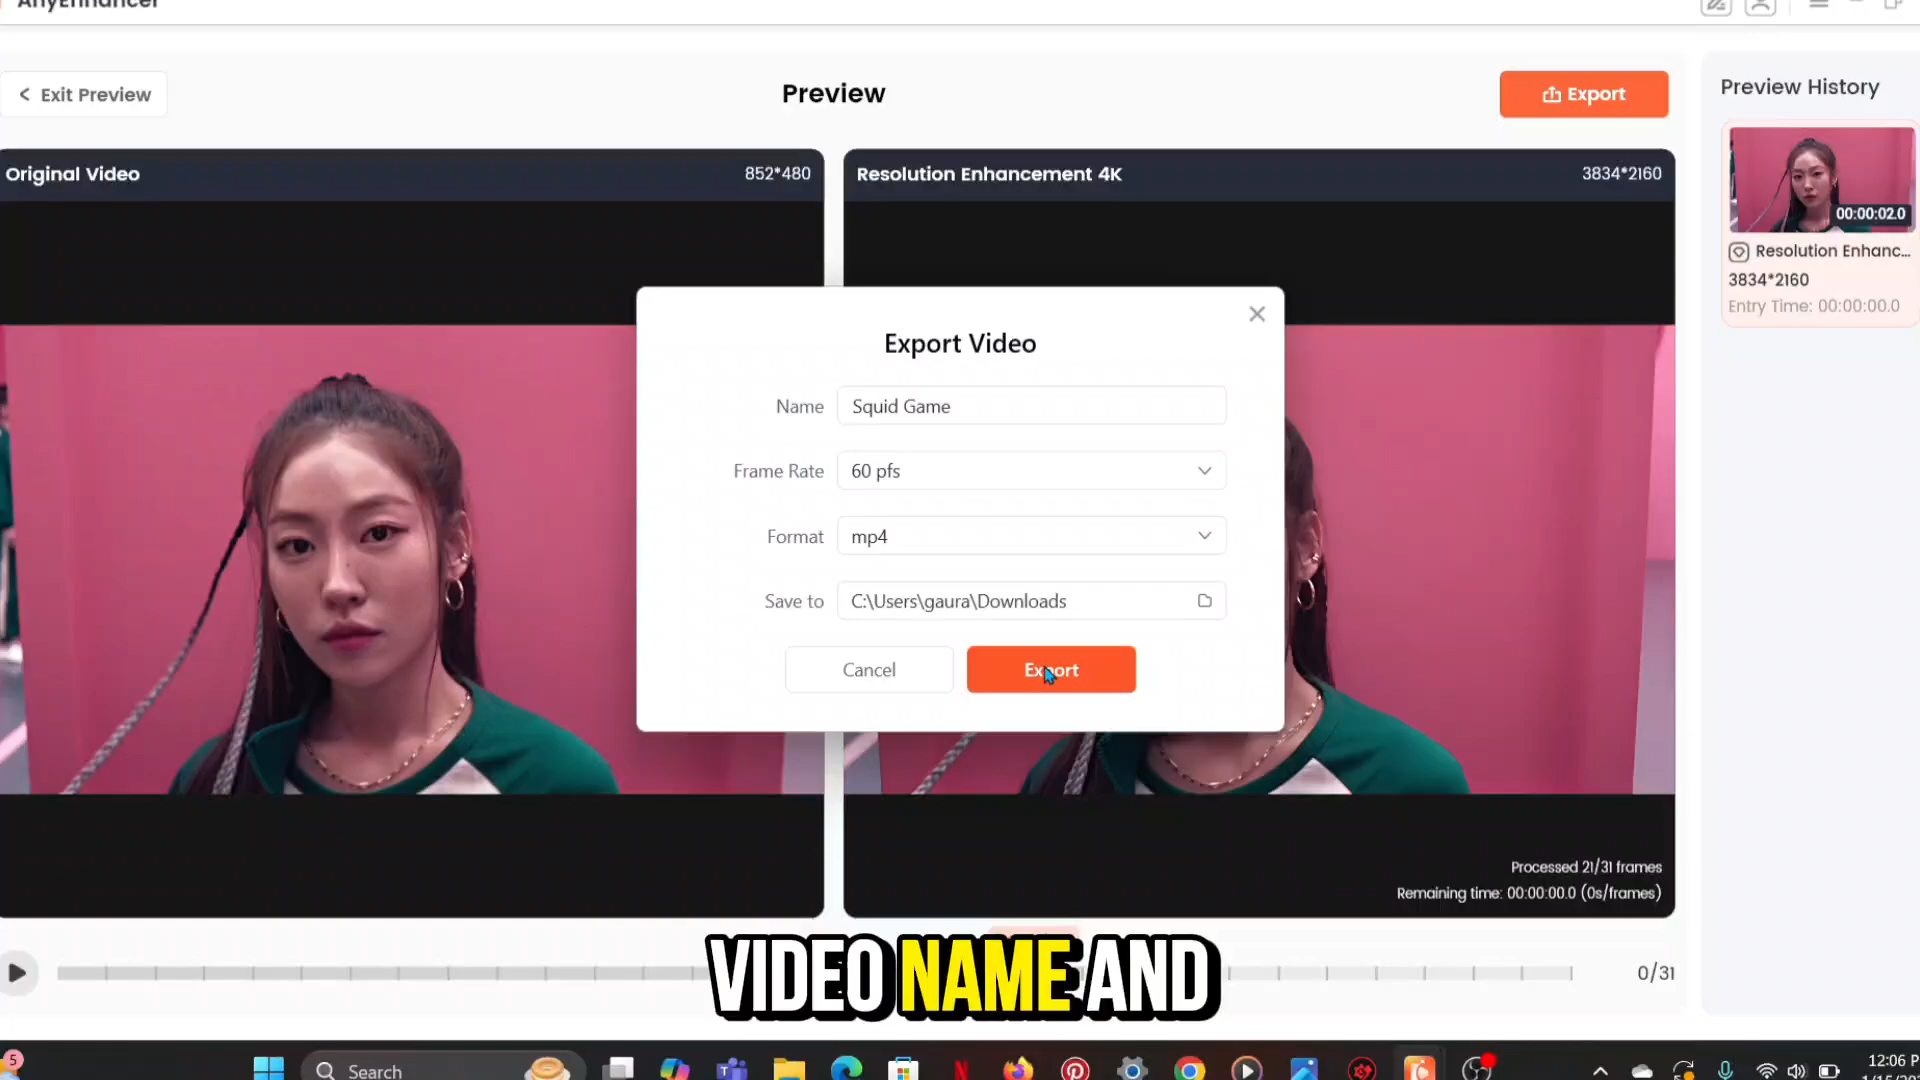 AnyEnhancer
< Exit Preview
Preview
Export
Preview History
Original Video
852*480
Resolution Enhancement 4K
3834*2160
00:00:02.0
Resolution Enhanc...
3834*2160
Entry Time: 00:00:00.0
Export Video
Name
Squid Game
Frame Rate
60 pfs
Format
mp4
Save to
C:\Users\gaura\Downloads
Cancel
Export
Processed 21/31 frames
Remaining time: 00:00:00.0 (0s/frames)
VIDEO NAME AND
0/31
5
Search
12:06 P